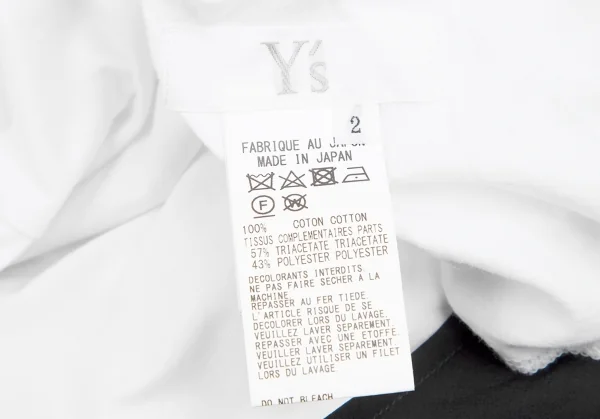 Y's
2
FABRIQUE AU JAPON
MADE IN JAPAN
F
W
100% COTON COTTON
TISSUS COMPLEMENTAIRES PARTS
57% TRIACETATE TRIACETATE
43% POLYESTER POLYESTER
DECOLORANTS INTERDITS.
NE PAS FAIRE SECHER A LA
MACHINE.
REPASSER AU FER TIEDE.
L'ARTICLE RISQUE DE SE
DECOLORER LORS DU LAVAGE.
VEUILLEZ LAVER SEPAREMENT.
REPASSER AVEC UNE ETOFFE.
VEUILLEZ LAVER SEPAREMENT.
VEUILLEZ UTILISER UN FILET
LORS DU LAVAGE.
DO NOT BLEACH